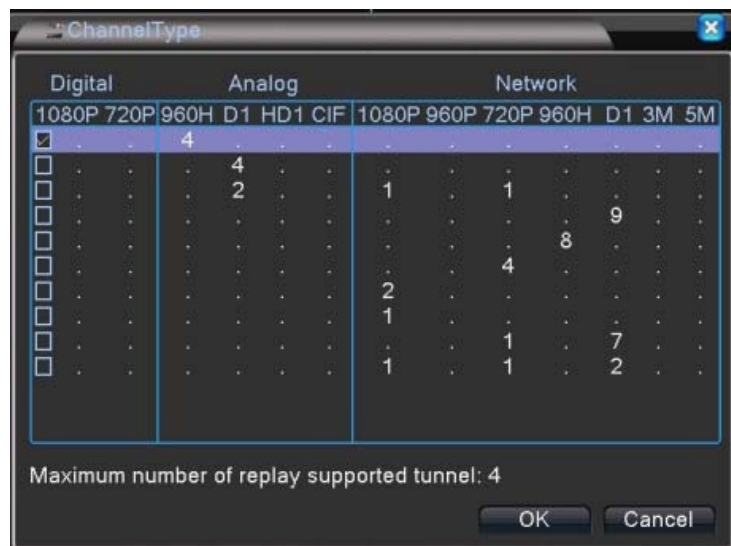 ChannelType
Digital Analog Network
1080P 720P 960H D1 HD1 CIF 1080P 960P 720P 960H D1 3M 5M
. . 4 . . . . . . . . . .
. . . 4 . . . . . . . . .
. . . 2 . . 1 . 1 . . . .
. . . . . . . . . . 9 . .
. . . . . . . . . 8 . . .
. . . . . . . . 4 . . . .
. . . . . . 2 . . . . . .
. . . . . . 1 . . . . . .
. . . . . . . . 1 . 7 . .
. . . . . . 1 . 1 . 2 . .
Maximum number of replay supported tunnel: 4
OK Cancel